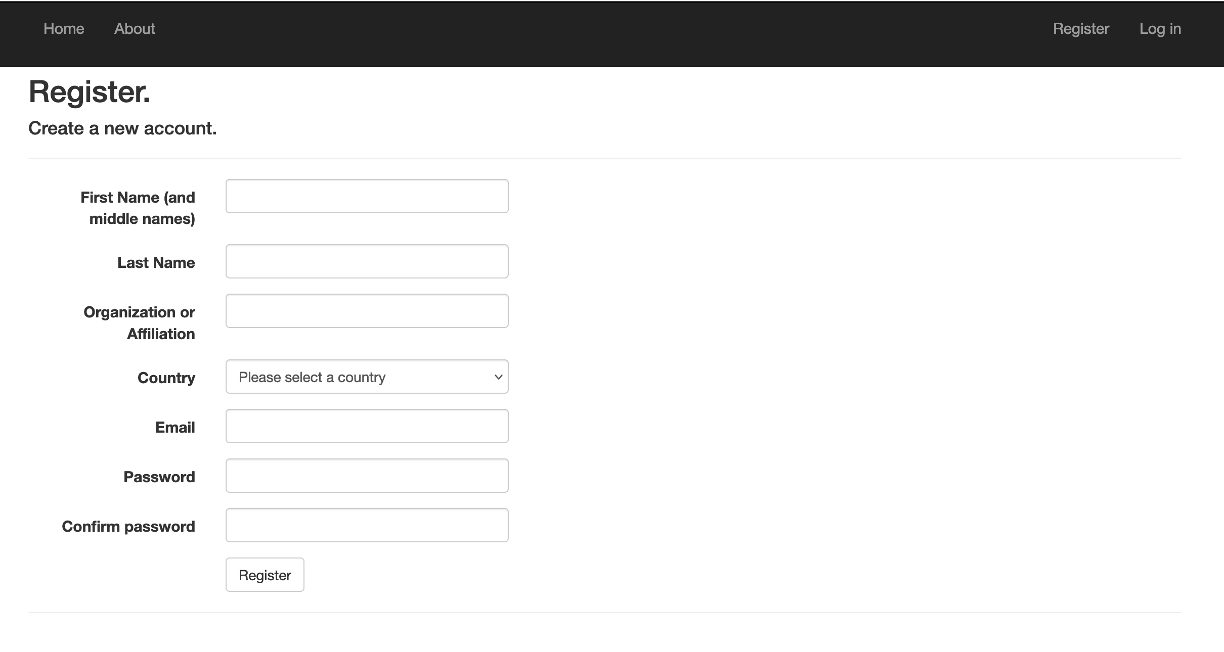 Home About Register Log in
Register.
Create a new account.
First Name (and
middle names)
Last Name
Organization or
Affiliation
Country Please select a country
Email
Password
Confirm password
Register